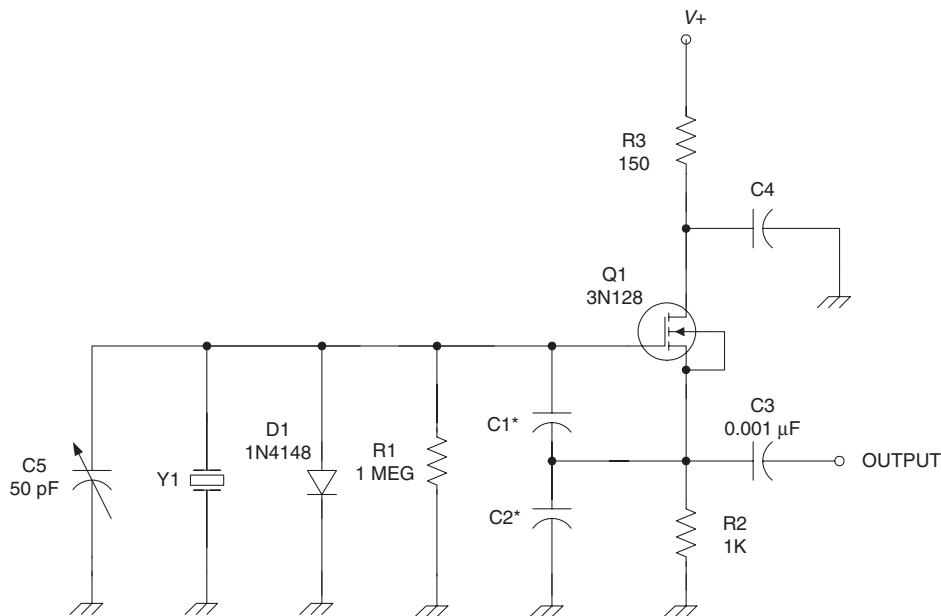 V+
R3
150
C4
Q1
3N128
C1*
C3
0.001 μF
OUTPUT
D1
1N4148
R1
1 MEG
C5
50 pF
Y1
C2*
R2
1K